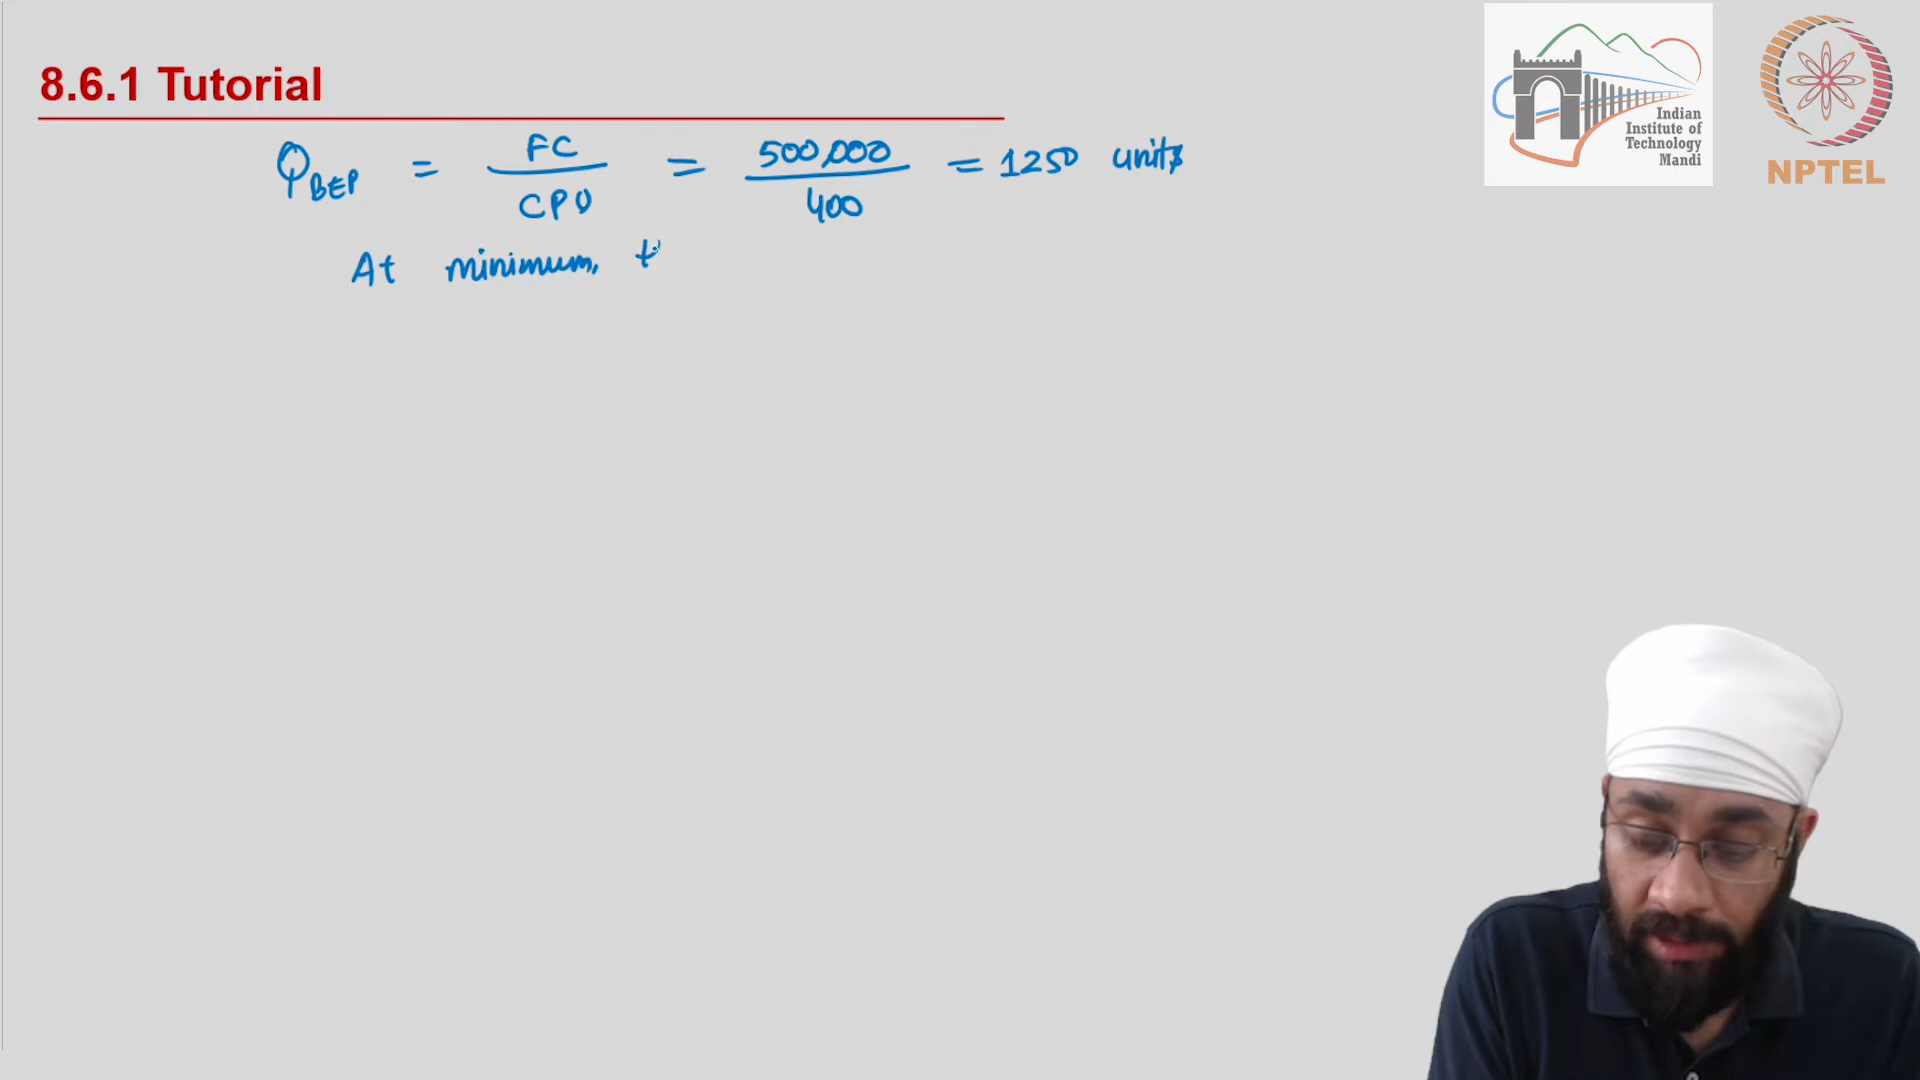 8.6.1 Tutorial
Q_BEP = FC / CPU = 500,000 / 400 = 1250 units
At minimum, t
Indian
Institute of
Technology
Mandi
NPTEL